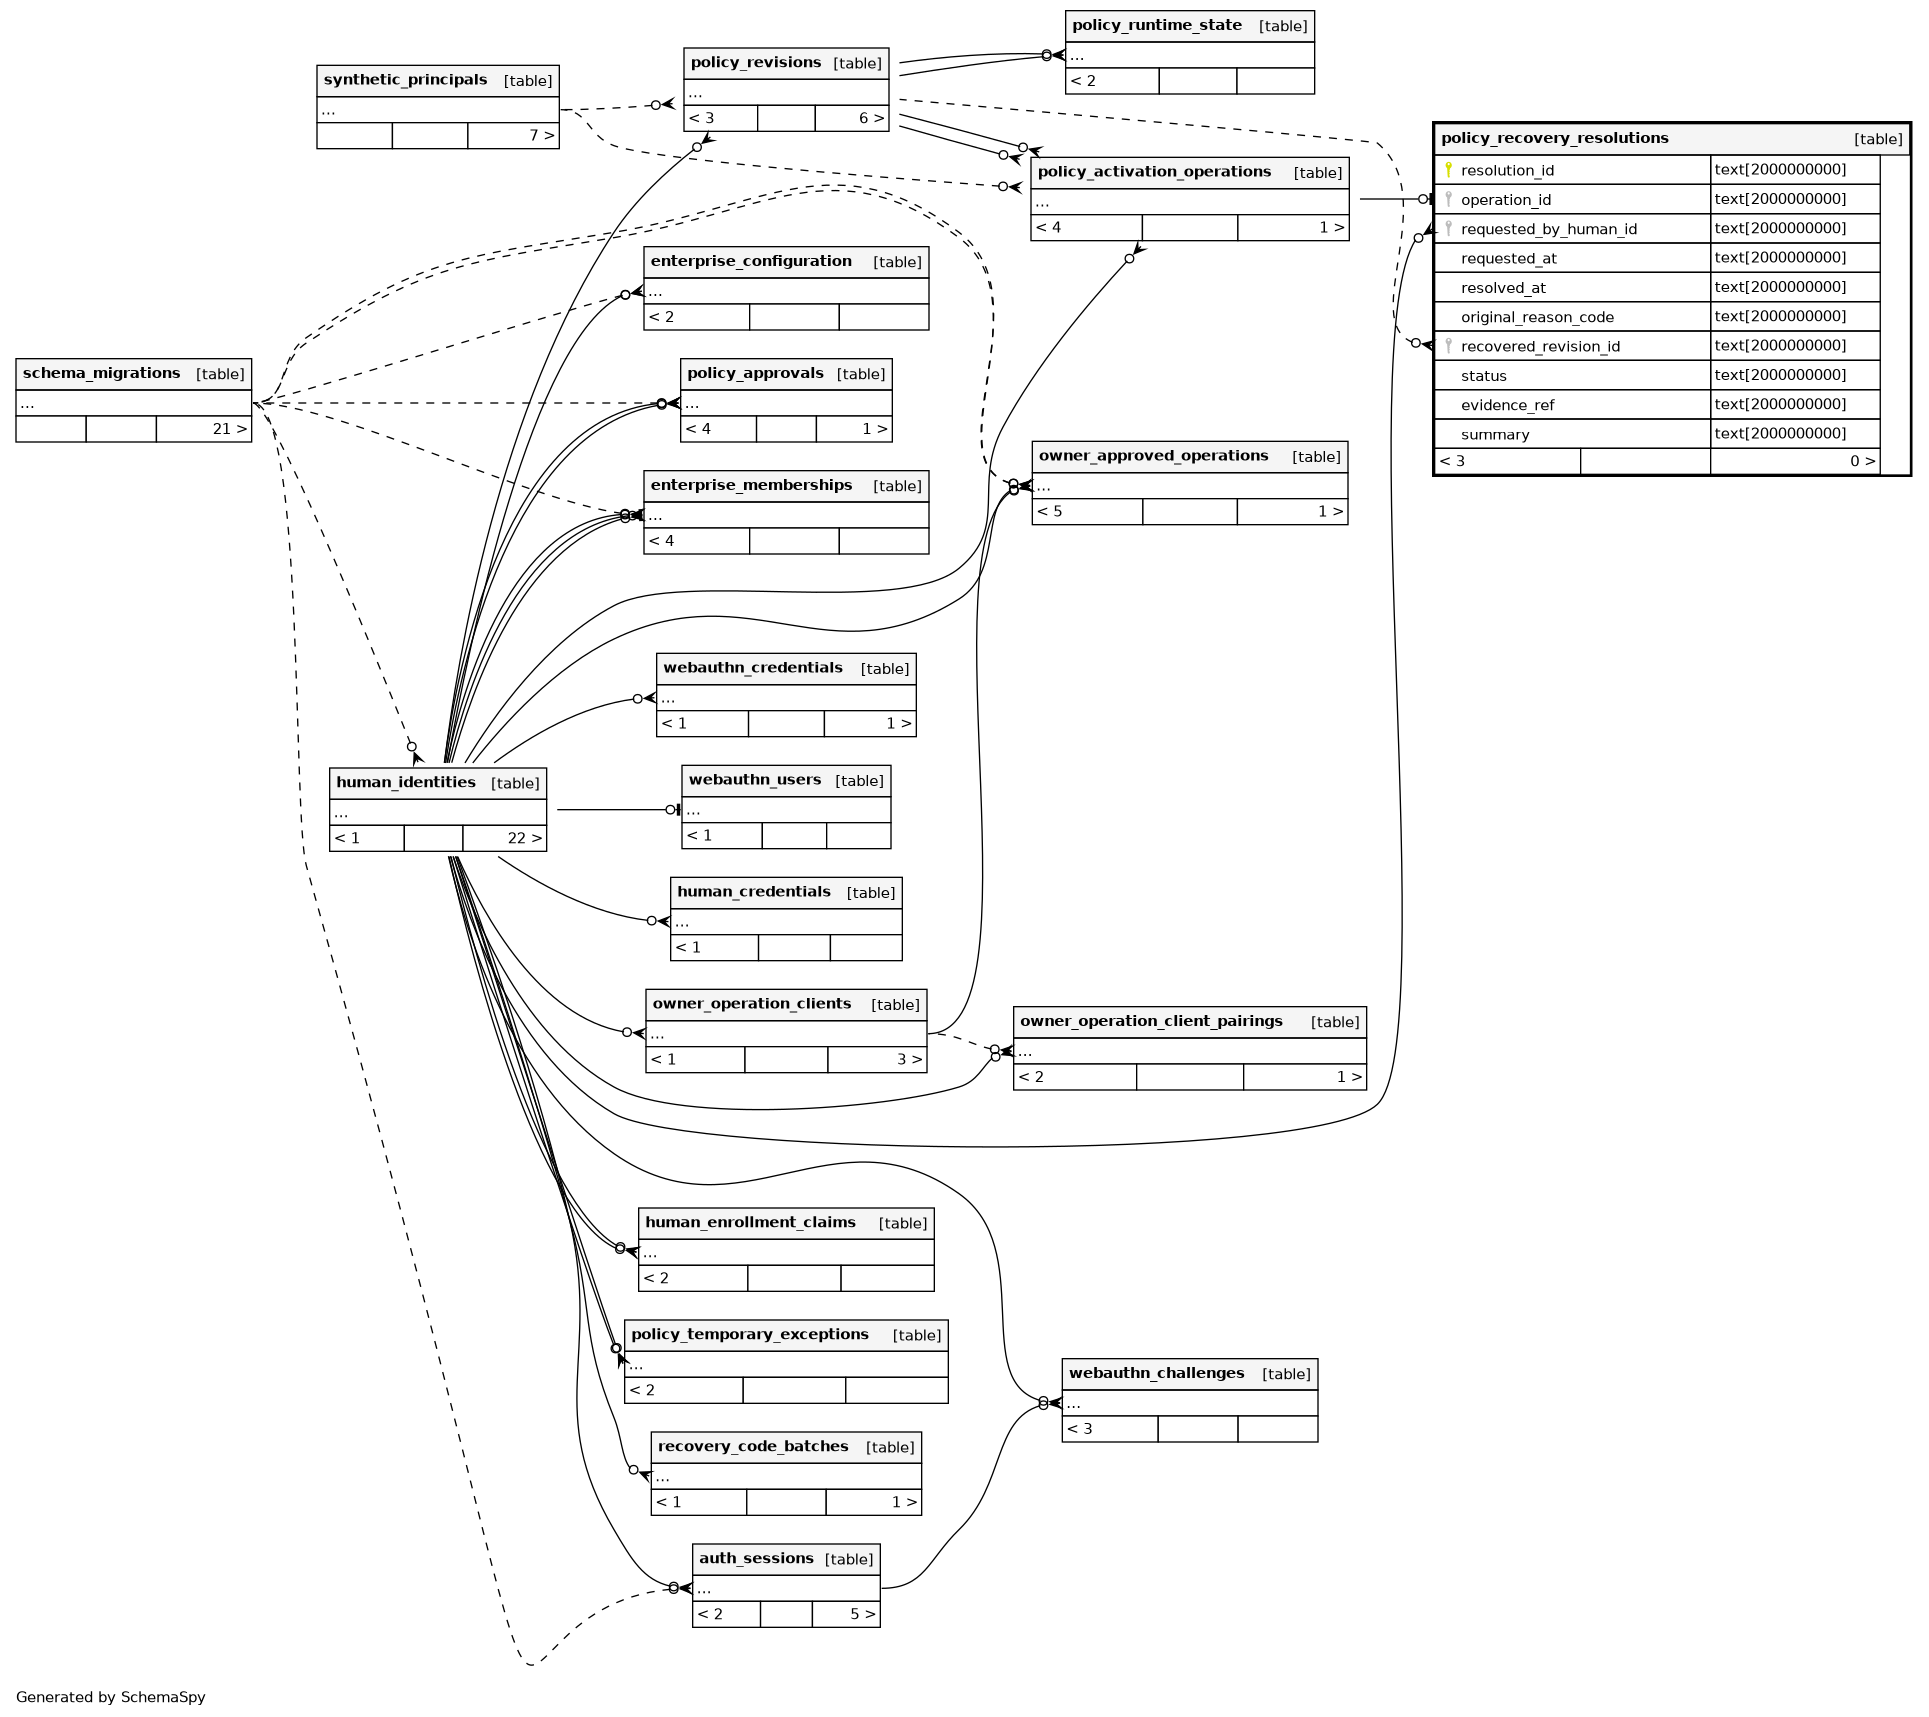 policy_runtime_state [table]
...
< 2
policy_revisions [table]
...
< 3 6 >
synthetic_principals [table]
...
7 >
policy_recovery_resolutions [table]
resolution_id text[2000000000]
operation_id text[2000000000]
requested_by_human_id text[2000000000]
requested_at text[2000000000]
resolved_at text[2000000000]
original_reason_code text[2000000000]
recovered_revision_id text[2000000000]
status text[2000000000]
evidence_ref text[2000000000]
summary text[2000000000]
< 3 0 >
policy_activation_operations [table]
...
< 4 1 >
enterprise_configuration [table]
...
< 2
schema_migrations [table]
...
21 >
policy_approvals [table]
...
< 4 1 >
owner_approved_operations [table]
...
< 5 1 >
enterprise_memberships [table]
...
< 4
webauthn_credentials [table]
...
< 1 1 >
human_identities [table]
...
< 1 22 >
webauthn_users [table]
...
< 1
human_credentials [table]
...
< 1
owner_operation_clients [table]
...
< 1 3 >
owner_operation_client_pairings [table]
...
< 2 1 >
human_enrollment_claims [table]
...
< 2
policy_temporary_exceptions [table]
...
< 2
webauthn_challenges [table]
...
< 3
recovery_code_batches [table]
...
< 1 1 >
auth_sessions [table]
...
< 2 5 >
Generated by SchemaSpy